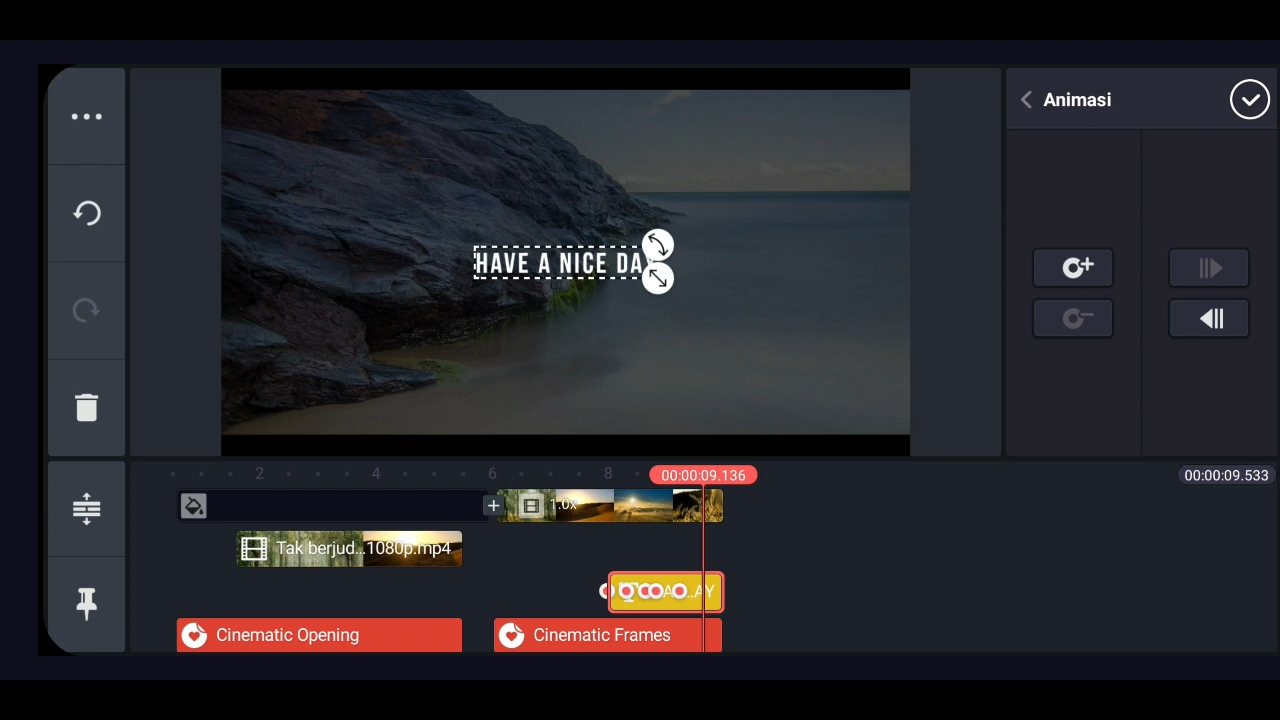 Animasi
HAVE A NICE DA
2
4
6
8
00:00:09.136
00:00:09.533
1.0x
Tak berjud...1080p.mp4
A...AY
Cinematic Opening
Cinematic Frames